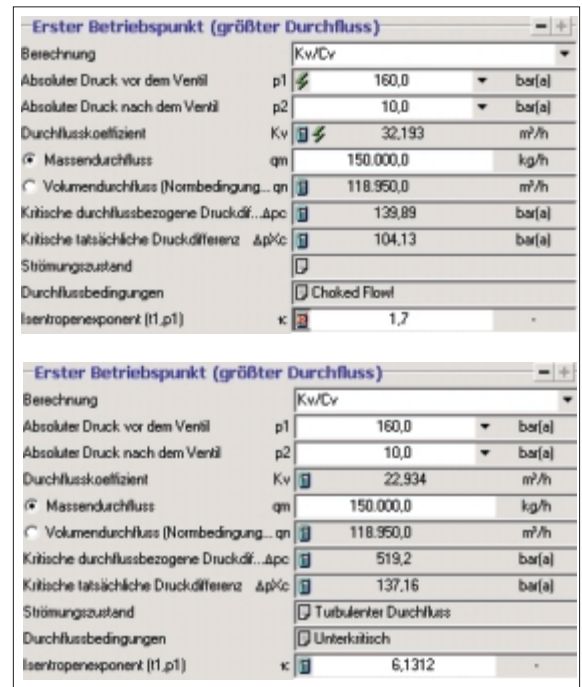 Erster Betriebspunkt (größter Durchfluss)
Berechnung Kv/Cv
Absoluter Druck vor dem Ventil p1 160,0 bar(a)
Absoluter Druck nach dem Ventil p2 10,0 bar(a)
Durchflusskoeffizient Kv 32,193 m³/h
Massendurchfluss qm 150.000,0 kg/h
Volumendurchfluss (Normbedingung... qn 118.950,0 m³/h
Kritische durchflussbezogene Druckdif...Δpc 139,89 bar(a)
Kritische tatsächliche Druckdifferenz ΔpXc 104,13 bar(a)
Strömungszustand
Durchflussbedingungen Choked Flow!
Isentropenexponent (t1,p1) κ 1,7 -
Erster Betriebspunkt (größter Durchfluss)
Berechnung Kv/Cv
Absoluter Druck vor dem Ventil p1 160,0 bar(a)
Absoluter Druck nach dem Ventil p2 10,0 bar(a)
Durchflusskoeffizient Kv 22,934 m³/h
Massendurchfluss qm 150.000,0 kg/h
Volumendurchfluss (Normbedingung... qn 118.950,0 m³/h
Kritische durchflussbezogene Druckdif...Δpc 519,2 bar(a)
Kritische tatsächliche Druckdifferenz ΔpXc 137,16 bar(a)
Strömungszustand Turbulenter Durchfluss
Durchflussbedingungen Unterkritisch
Isentropenexponent (t1,p1) κ 6,1312 -